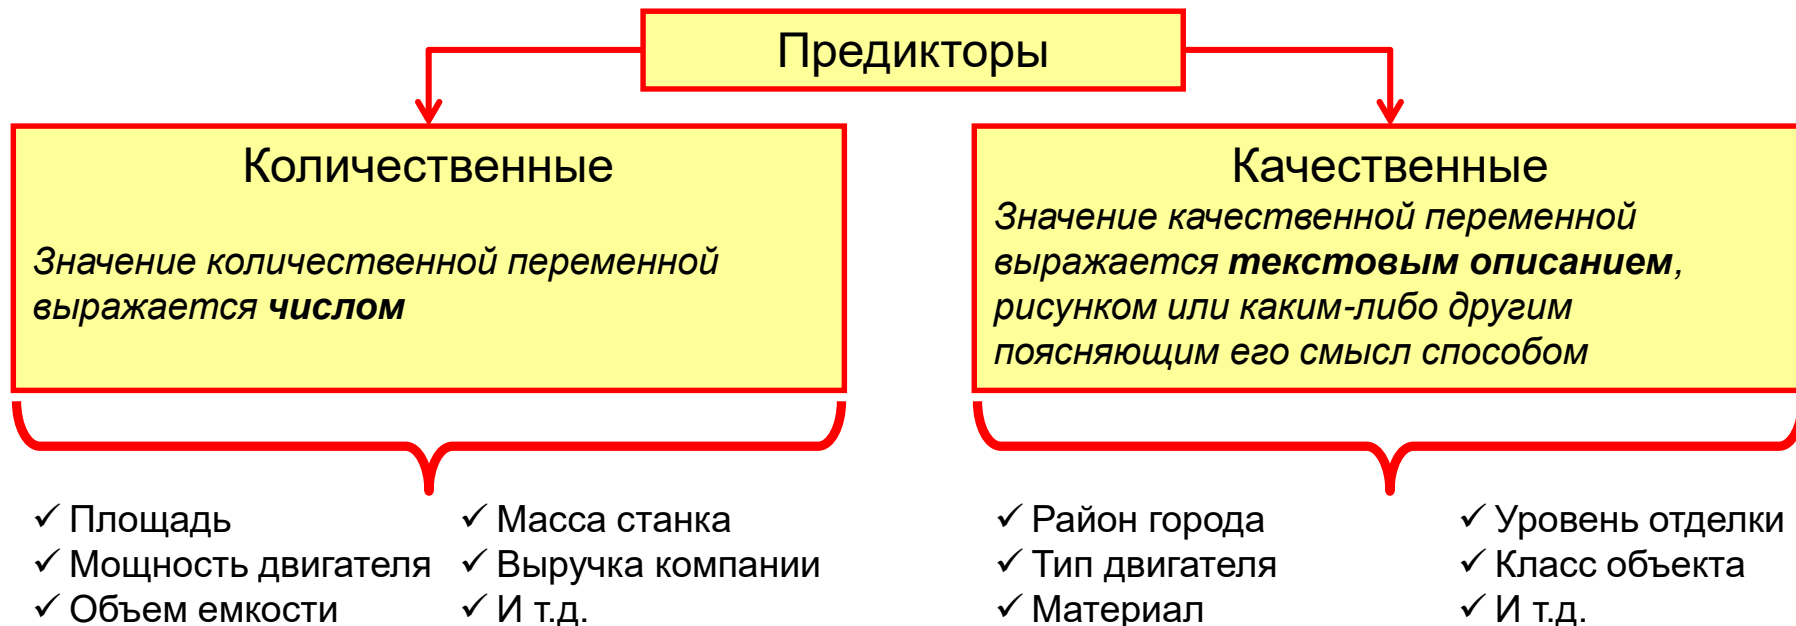 Предикторы
Количественные
Значение количественной переменной
выражается числом
Качественные
Значение качественной переменной
выражается текстовым описанием,
рисунком или каким-либо другим
поясняющим его смысл способом
✓ Площадь
✓ Мощность двигателя
✓ Объем емкости
✓ Масса станка
✓ Выручка компании
✓ И т.д.
✓ Район города
✓ Тип двигателя
✓ Материал
✓ Уровень отделки
✓ Класс объекта
✓ И т.д.